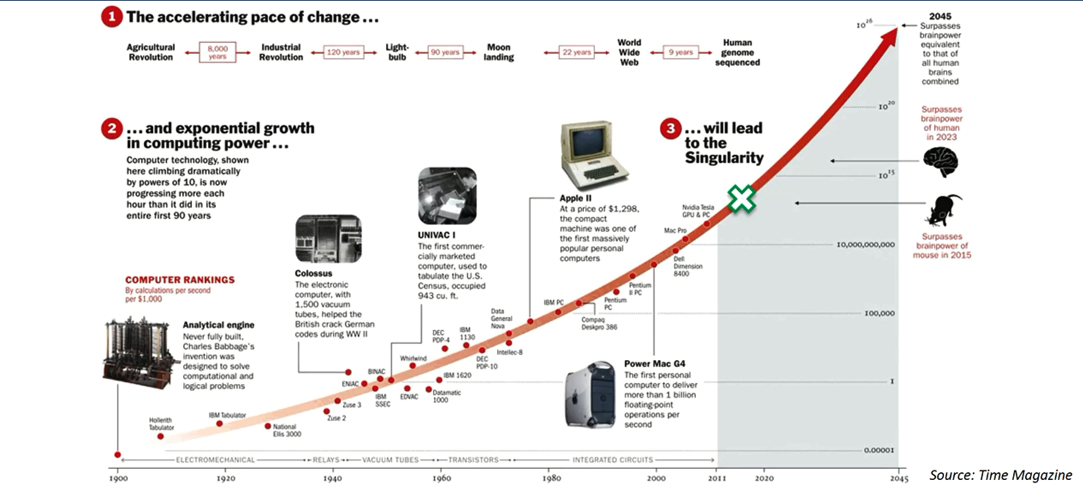 1 The accelerating pace of change ...
Agricultural
Revolution
8,000
years
Industrial
Revolution
120 years
Light-
bulb
90 years
Moon
landing
22 years
World
Wide
Web
9 years
Human
genome
sequenced
2 ... and exponential growth
in computing power ...
Computer technology, shown
here climbing dramatically
by powers of 10, is now
progressing more each
hour than it did in its
entire first 90 years
3 ... will lead
to the
Singularity
2045
Surpasses
brainpower
equivalent
to that of
all human
brains
combined
Surpasses
brainpower
of human
in 2023
Surpasses
brainpower of
mouse in 2015
COMPUTER RANKINGS
By calculations per second
per $1,000
Analytical engine
Never fully built,
Charles Babbage's
invention was
designed to solve
computational and
logical problems
Colossus
The electronic
computer, with
1,500 vacuum
tubes, helped the
British crack German
codes during WW II
UNIVAC I
The first commer-
cially marketed
computer, used to
tabulate the U.S.
Census, occupied
943 cu. ft.
Apple II
At a price of $1,298,
the compact
machine was one of
the first massively
popular personal
computers
Power Mac G4
The first personal
computer to deliver
more than 1 billion
floating-point
operations per
second
Hollerith
Tabulator
IBM Tabulator
National
Ellis 3000
Zuse 2
Zuse 3
ENIAC
BINAC
IBM
SSEC
Whirlwind
EDVAC
Datamatic
1000
IBM 1620
DEC
PDP-4
IBM
1130
DEC
PDP-10
Data
General
Nova
Intellec-8
IBM PC
Compaq
Deskpro 386
Pentium
PC
Pentium
II PC
Mac Pro
Dell
Dimension
8400
Nvidia Tesla
GPU & PC
10²⁶
10²⁰
10¹⁵
10,000,000,000
100,000
1
0.00001
ELECTROMECHANICAL
RELAYS
VACUUM TUBES
TRANSISTORS
INTEGRATED CIRCUITS
1900 1920 1940 1960 1980 2000 2011 2020 2045
Source: Time Magazine